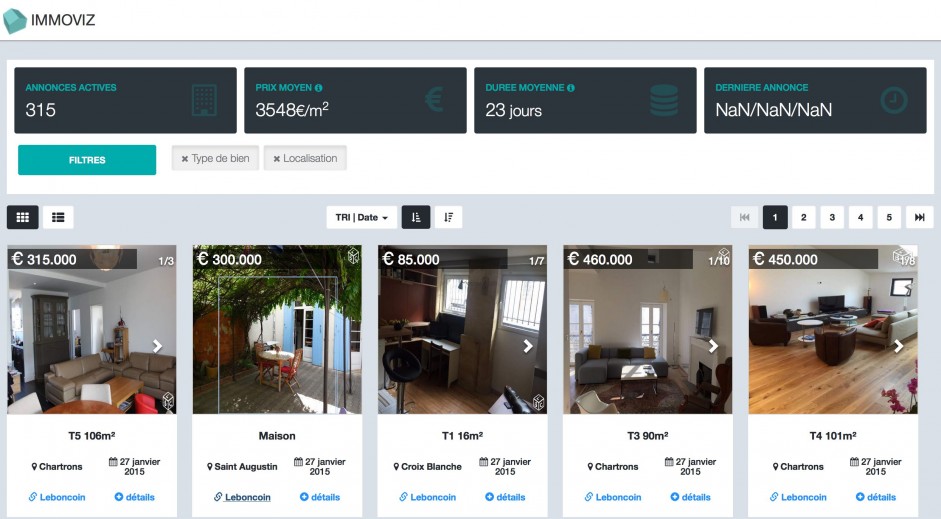 IMMOVIZ
ANNONCES ACTIVES
315
PRIX MOYEN
3548€/m²
DUREE MOYENNE
23 jours
DERNIERE ANNONCE
NaN/NaN/NaN
FILTRES
× Type de bien
× Localisation
TRI | Date
1 2 3 4 5
€ 315.000 1/3
€ 300.000
€ 85.000 1/7
€ 460.000 1/10
€ 450.000 1/8
T5 106m²
Chartrons
27 janvier
2015
Leboncoin détails
Maison
Saint Augustin
27 janvier
2015
Leboncoin détails
T1 16m²
Croix Blanche
27 janvier
2015
Leboncoin détails
T3 90m²
Chartrons
27 janvier
2015
Leboncoin détails
T4 101m²
Chartrons
27 janvier
2015
Leboncoin détails